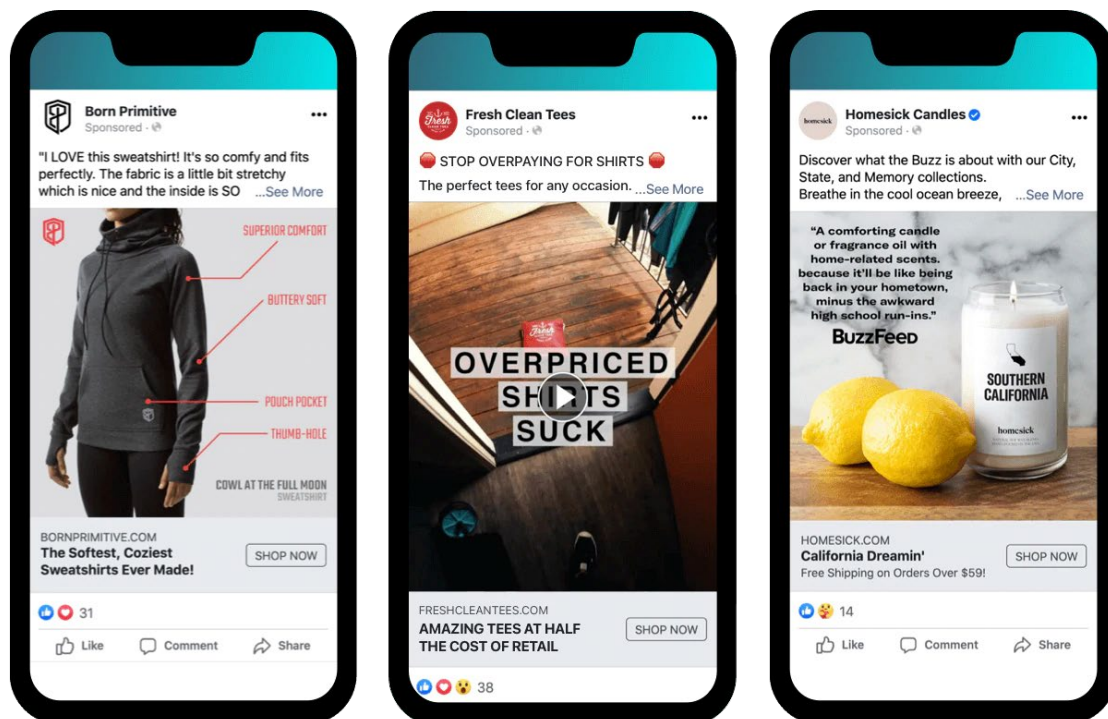 Born Primitive
Sponsored ·
"I LOVE this sweatshirt! It's so comfy and fits
perfectly. The fabric is a little bit stretchy
which is nice and the inside is SO ...See More
SUPERIOR COMFORT
BUTTERY SOFT
POUCH POCKET
THUMB-HOLE
COWL AT THE FULL MOON
SWEATSHIRT
BORNPRIMITIVE.COM
The Softest, Coziest
Sweatshirts Ever Made!
SHOP NOW
31
Like Comment Share
Fresh
Fresh Clean Tees
Sponsored ·
🛑 STOP OVERPAYING FOR SHIRTS 🛑
The perfect tees for any occasion. ...See More
Fresh
OVERPRICED
SHIRTS
SUCK
FRESHCLEANTEES.COM
AMAZING TEES AT HALF
THE COST OF RETAIL
SHOP NOW
38
homesick
Homesick Candles
Sponsored ·
Discover what the Buzz is about with our City,
State, and Memory collections.
Breathe in the cool ocean breeze, ...See More
"A comforting candle
or fragrance oil with
home-related scents.
because it'll be like being
back in your hometown,
minus the awkward
high school run-ins."
BuzzFeed
SOUTHERN
CALIFORNIA
homesick
HOMESICK.COM
California Dreamin'
Free Shipping on Orders Over $59!
SHOP NOW
14
Like Comment Share